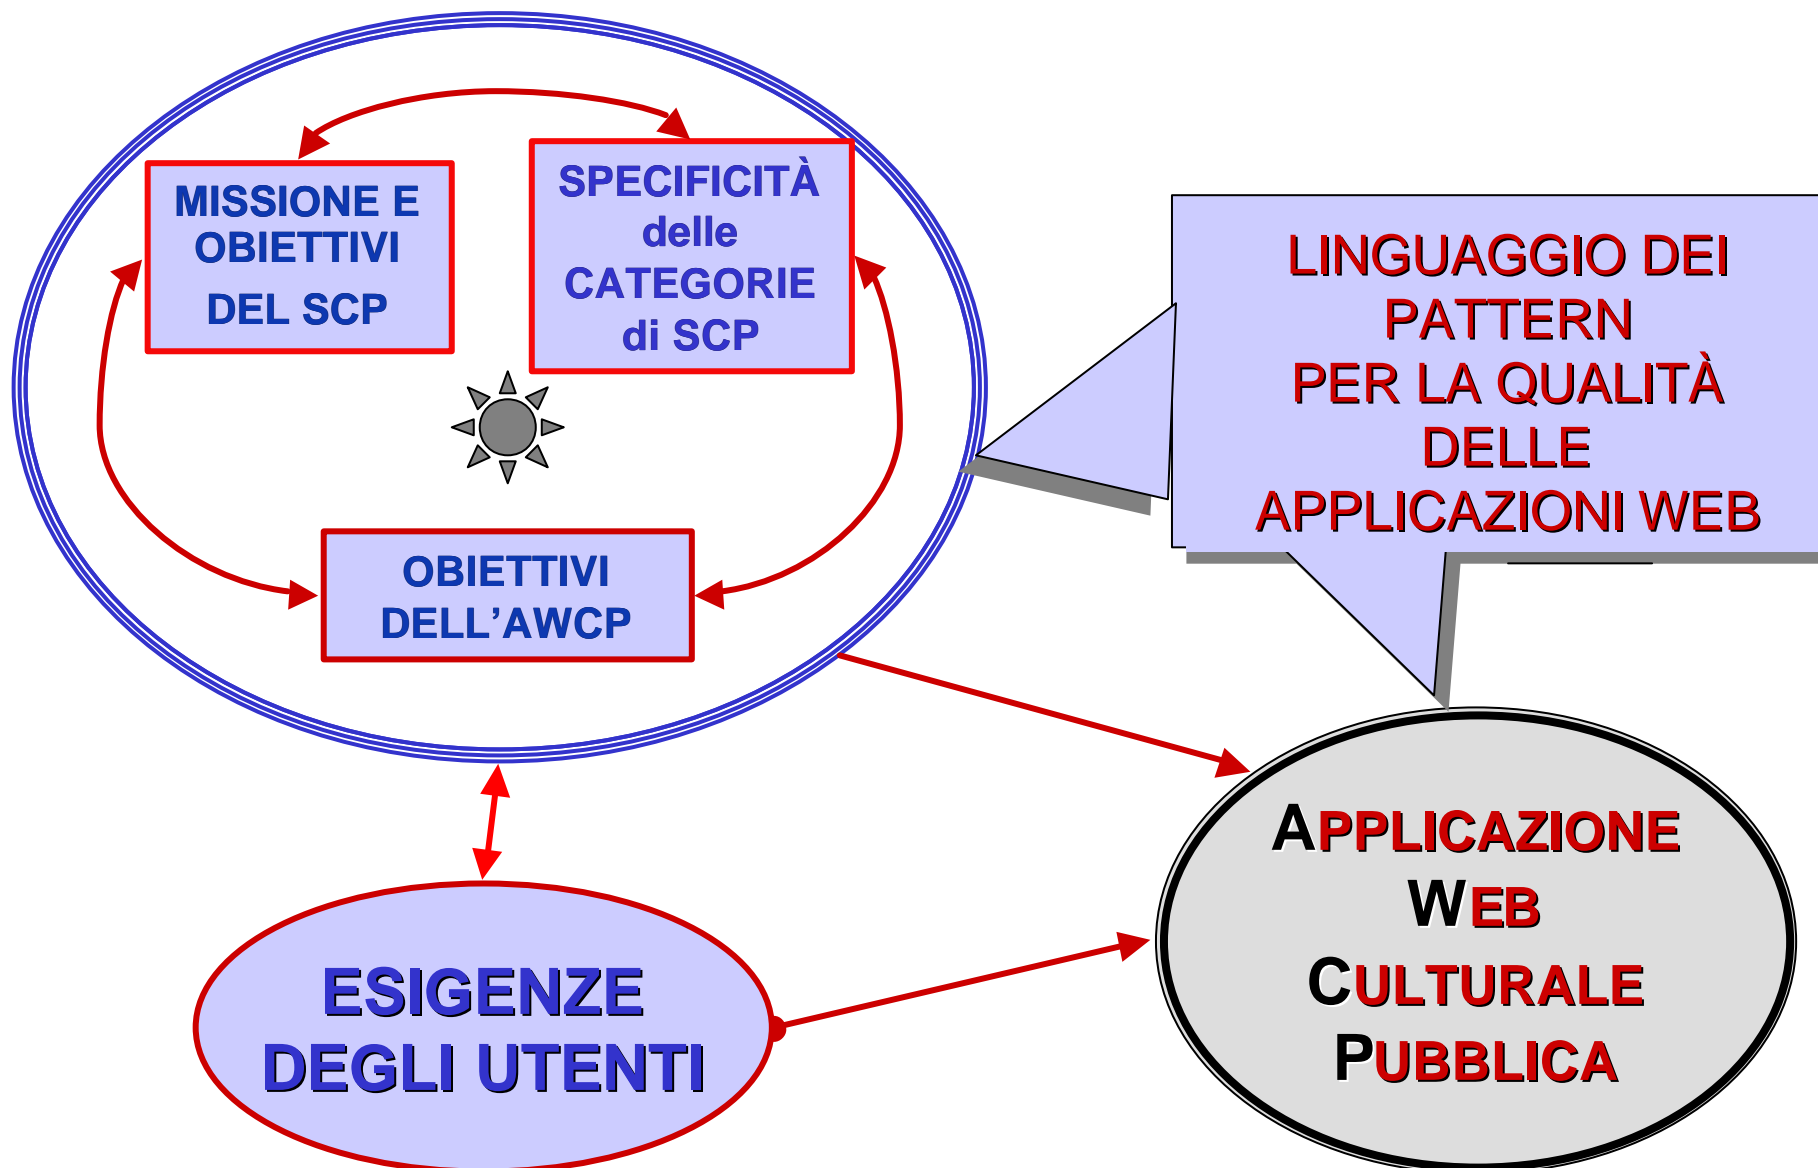 MISSIONE E
OBIETTIVI
DEL SCP
SPECIFICITÀ
delle
CATEGORIE
di SCP
OBIETTIVI
DELL’AWCP
LINGUAGGIO DEI
PATTERN
PER LA QUALITÀ
DELLE
APPLICAZIONI WEB
ESIGENZE
DEGLI UTENTI
APPLICAZIONE
WEB
CULTURALE
PUBBLICA